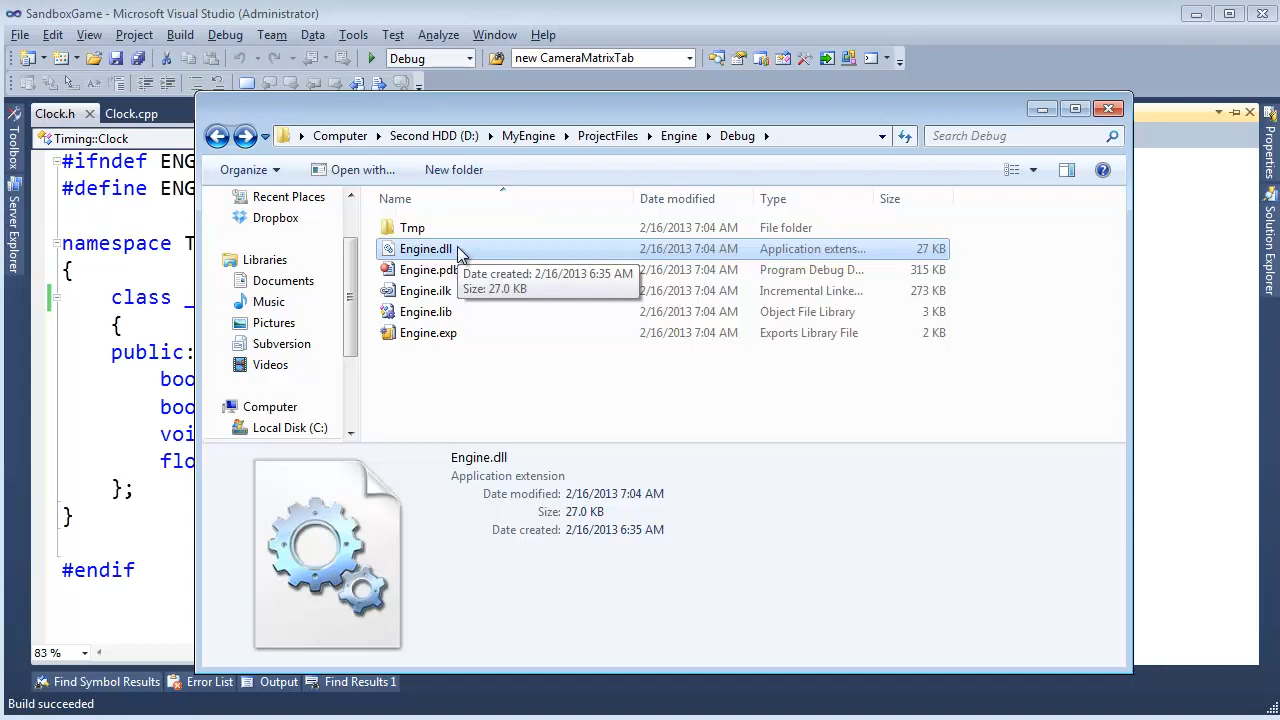 SandboxGame - Microsoft Visual Studio (Administrator)
File Edit View Project Build Debug Team Data Tools Test Analyze Window Help
Debug new CameraMatrixTab
Clock.h Clock.cpp
Timing::Clock
#ifndef ENG
#define ENG
namespace T
{
class _
{
public:
boo
boo
voi
flo
};
}
#endif
83 %
Toolbox
Server Explorer
Properties
Solution Explorer
Computer Second HDD (D:) MyEngine ProjectFiles Engine Debug
Search Debug
Organize Open with... New folder
Recent Places
Dropbox
Libraries
Documents
Music
Pictures
Subversion
Videos
Computer
Local Disk (C:)
Name Date modified Type Size
Tmp 2/16/2013 7:04 AM File folder
Engine.dll 2/16/2013 7:04 AM Application extens... 27 KB
2/16/2013 7:04 AM Program Debug D... 315 KB
Engine.ilk 2/16/2013 7:04 AM Incremental Linke... 273 KB
Engine.lib 2/16/2013 7:04 AM Object File Library 3 KB
Engine.exp 2/16/2013 7:04 AM Exports Library File 2 KB
Date created: 2/16/2013 6:35 AM
Size: 27.0 KB
Engine.dll
Application extension
Date modified: 2/16/2013 7:04 AM
Size: 27.0 KB
Date created: 2/16/2013 6:35 AM
Find Symbol Results Error List Output Find Results 1
Build succeeded